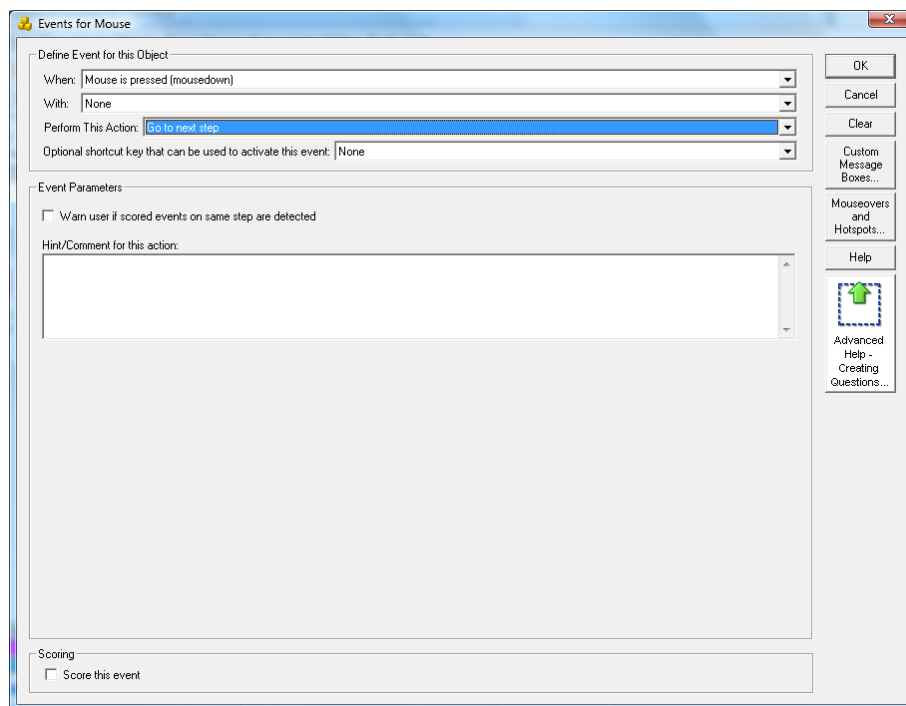 Events for Mouse
Define Event for this Object
When: Mouse is pressed (mousedown)
With: None
Perform This Action: Go to next step
Optional shortcut key that can be used to activate this event: None
Event Parameters
Warn user if scored events on same step are detected
Hint/Comment for this action:
Scoring
Score this event
OK
Cancel
Clear
Custom
Message
Boxes...
Mouseovers
and
Hotspots...
Help
Advanced
Help -
Creating
Questions...